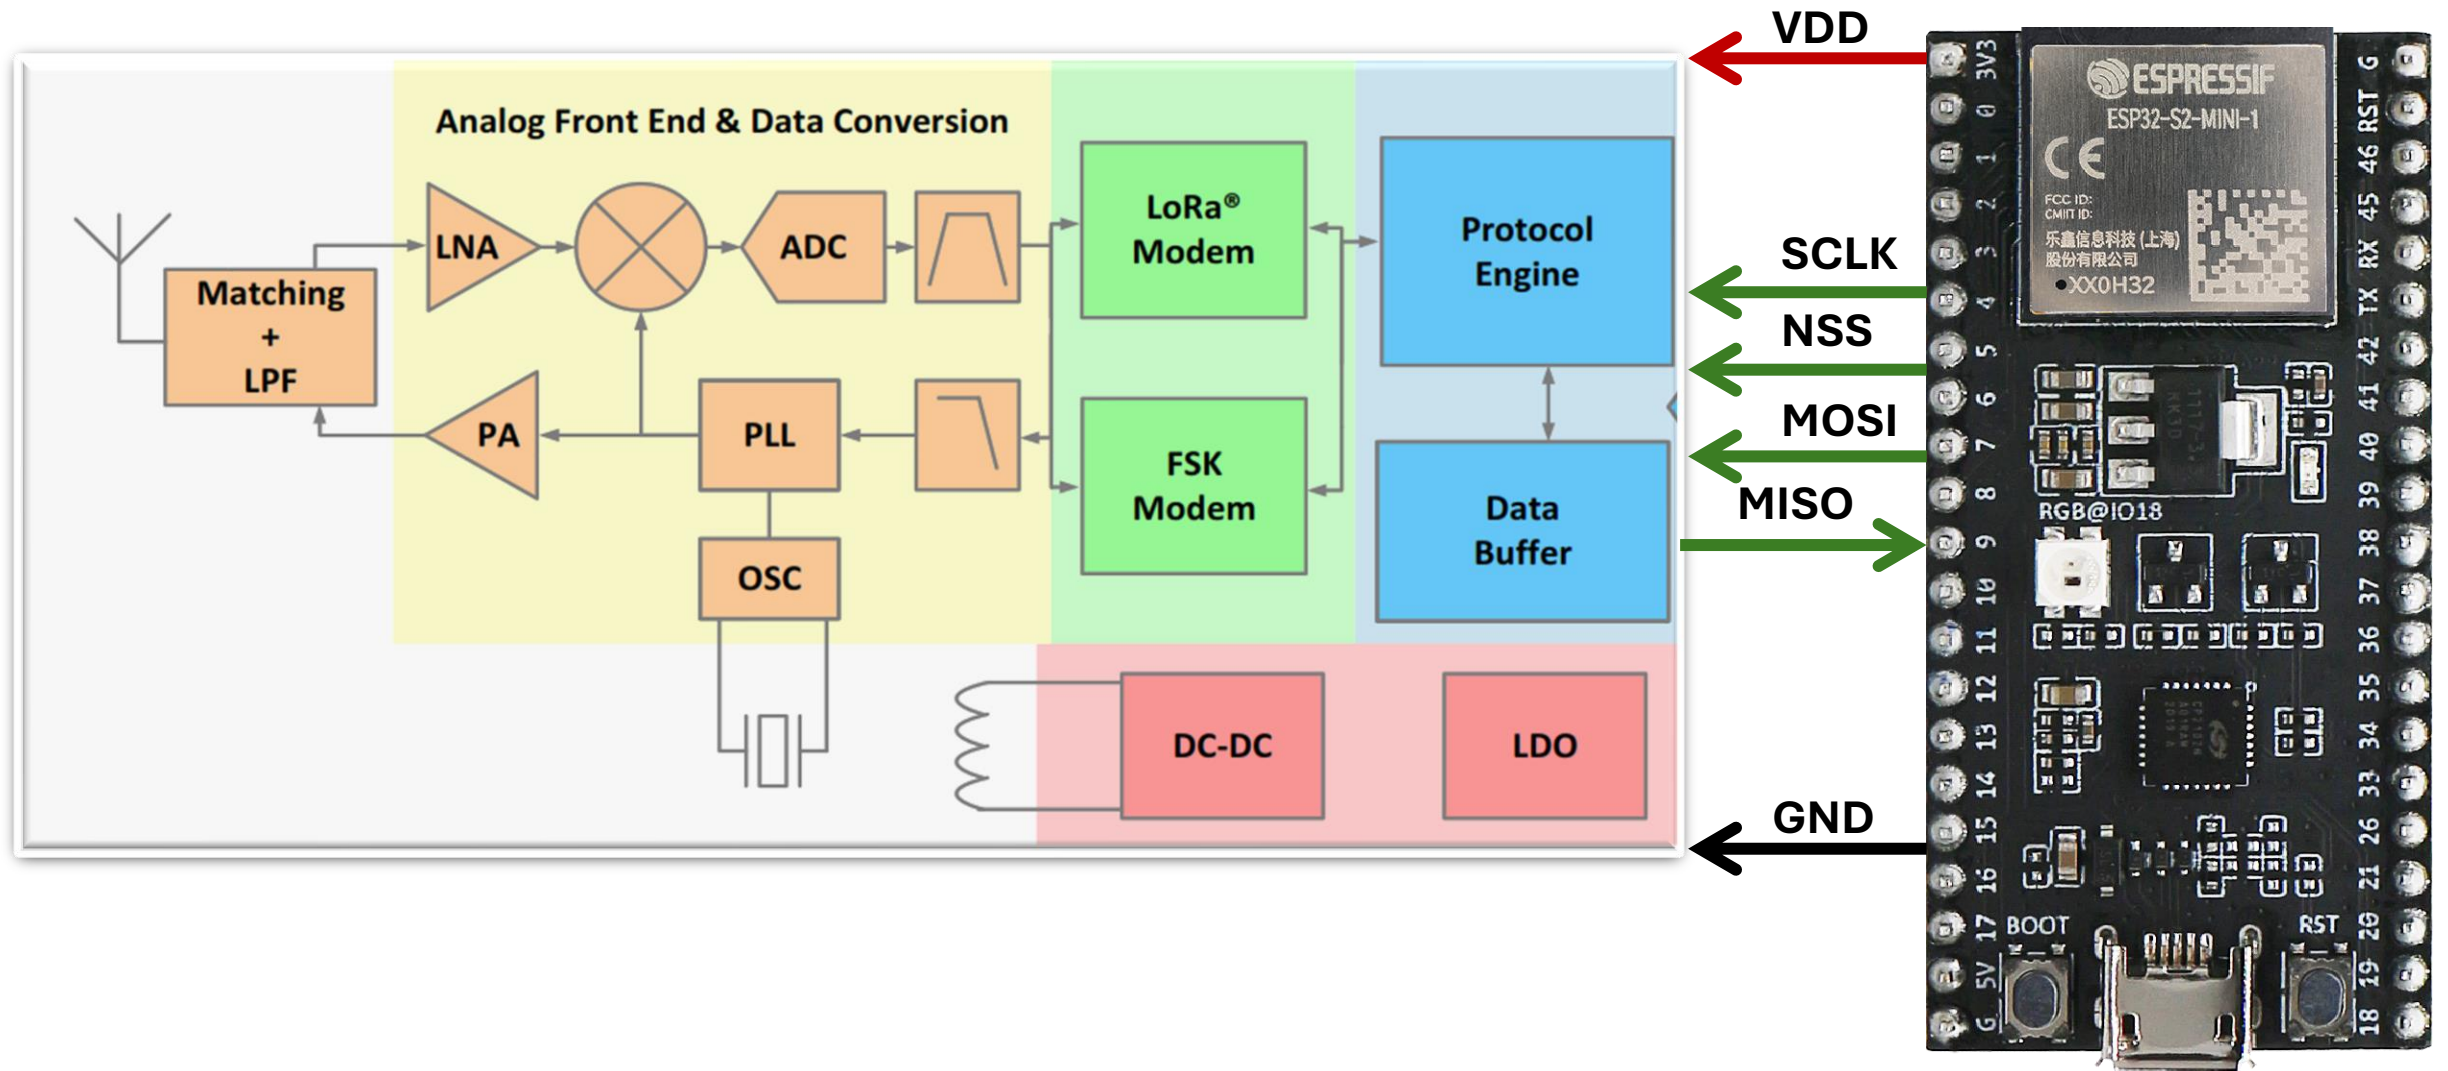 Analog Front End & Data Conversion
LNA
ADC
Matching
+
LPF
PA
PLL
OSC
LoRa®
Modem
FSK
Modem
Protocol
Engine
Data
Buffer
DC-DC
LDO
VDD
SCLK
NSS
MOSI
MISO
GND
ESPRESSIF
ESP32-S2-MINI-1
CE
FCC ID:
CMIIT ID:
乐鑫信息科技(上海)
股份有限公司
XX0H32
3V3
0
1
2
3
4
5
6
7
8
9
10
11
12
13
14
15
16
17
5V
G
G
RST
46
45
RX
TX
42
41
40
39
38
37
36
35
34
33
26
21
20
19
18
RGB@IO18
BOOT
RST